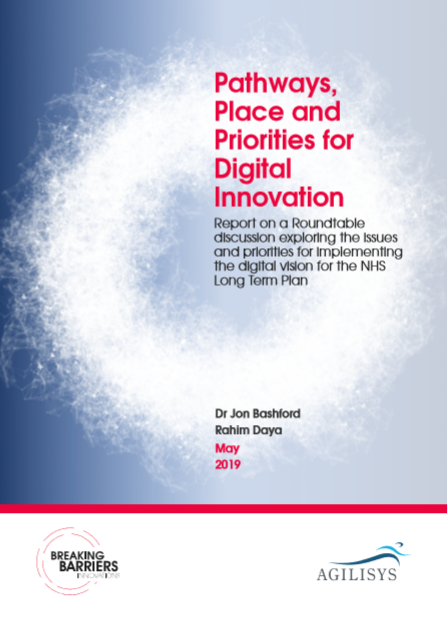 Pathways,
Place and
Priorities for
Digital
Innovation
Report on a Roundtable
discussion exploring the issues
and priorities for implementing
the digital vision for the NHS
Long Term Plan
Dr Jon Bashford
Rahim Daya
May
2019
BREAKING
BARRIERS
INNOVATIONS
AGILISYS